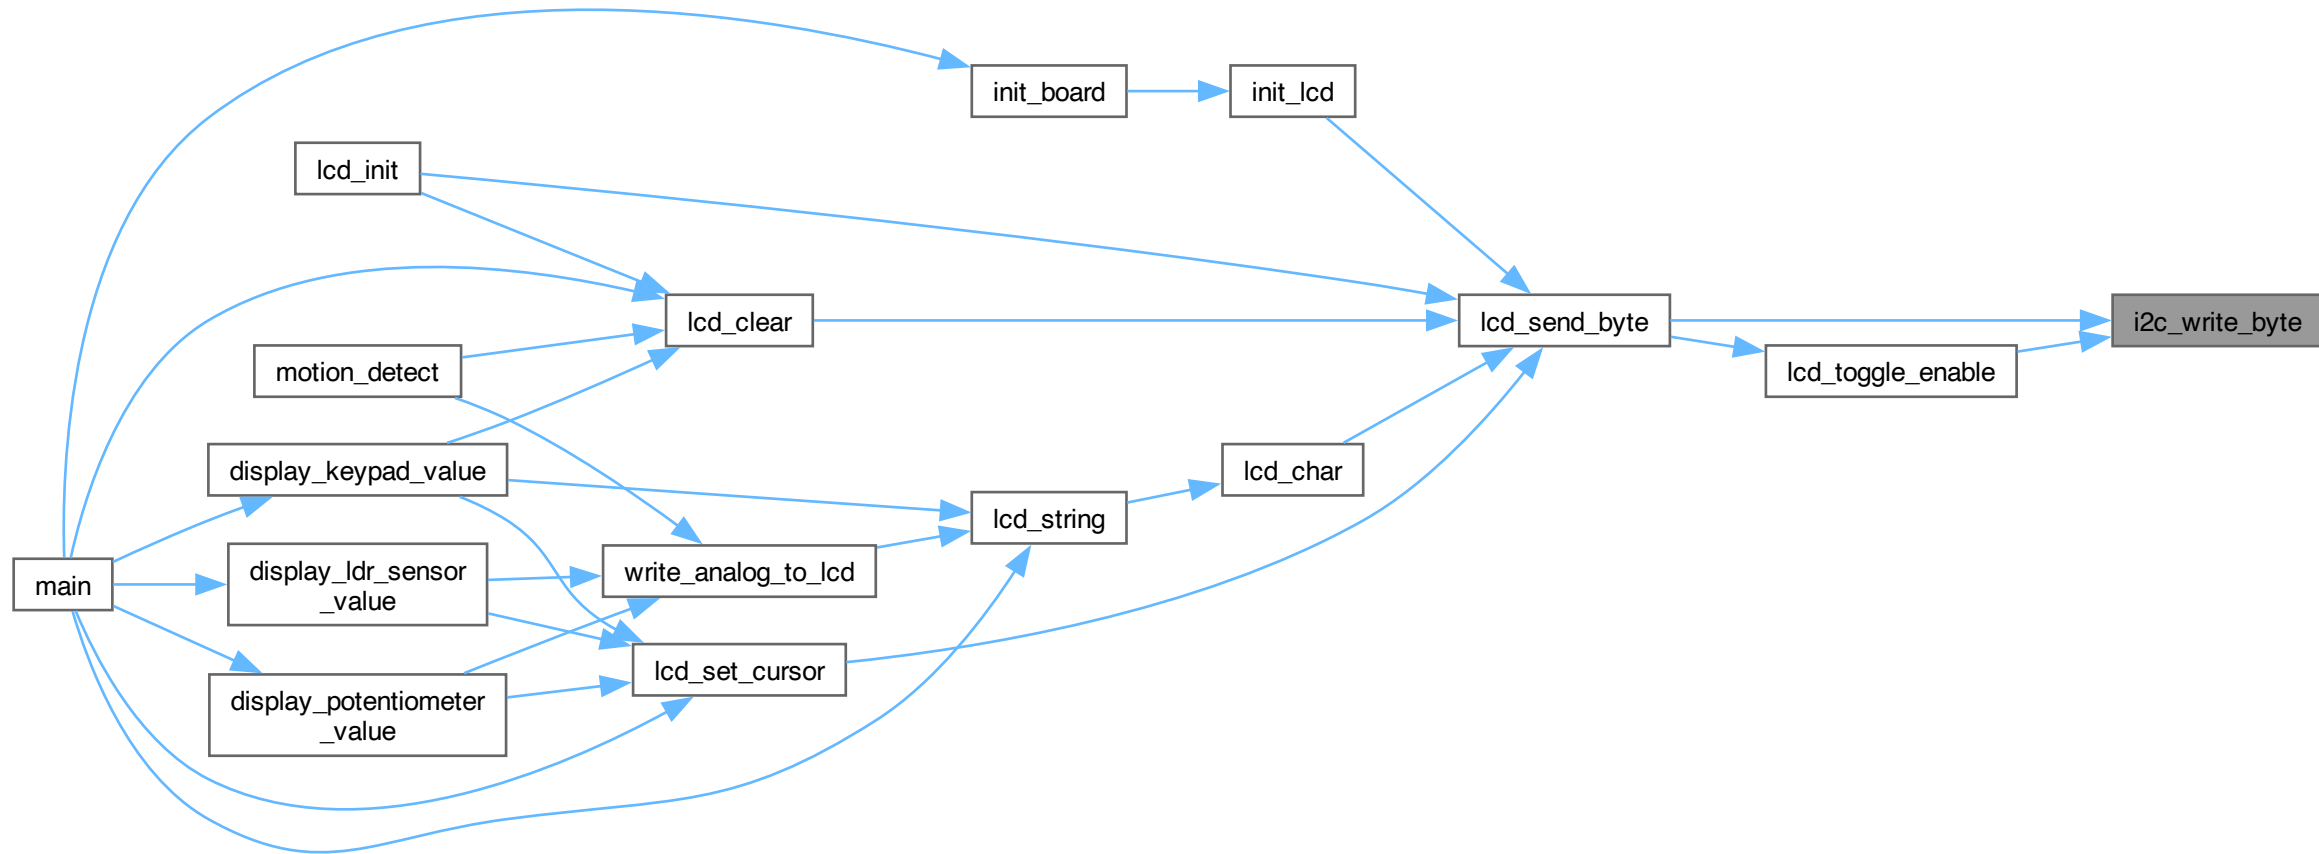 init_board
init_lcd
lcd_init
lcd_clear
lcd_send_byte
i2c_write_byte
motion_detect
lcd_toggle_enable
display_keypad_value
lcd_char
lcd_string
main
display_ldr_sensor
_value
write_analog_to_lcd
lcd_set_cursor
display_potentiometer
_value